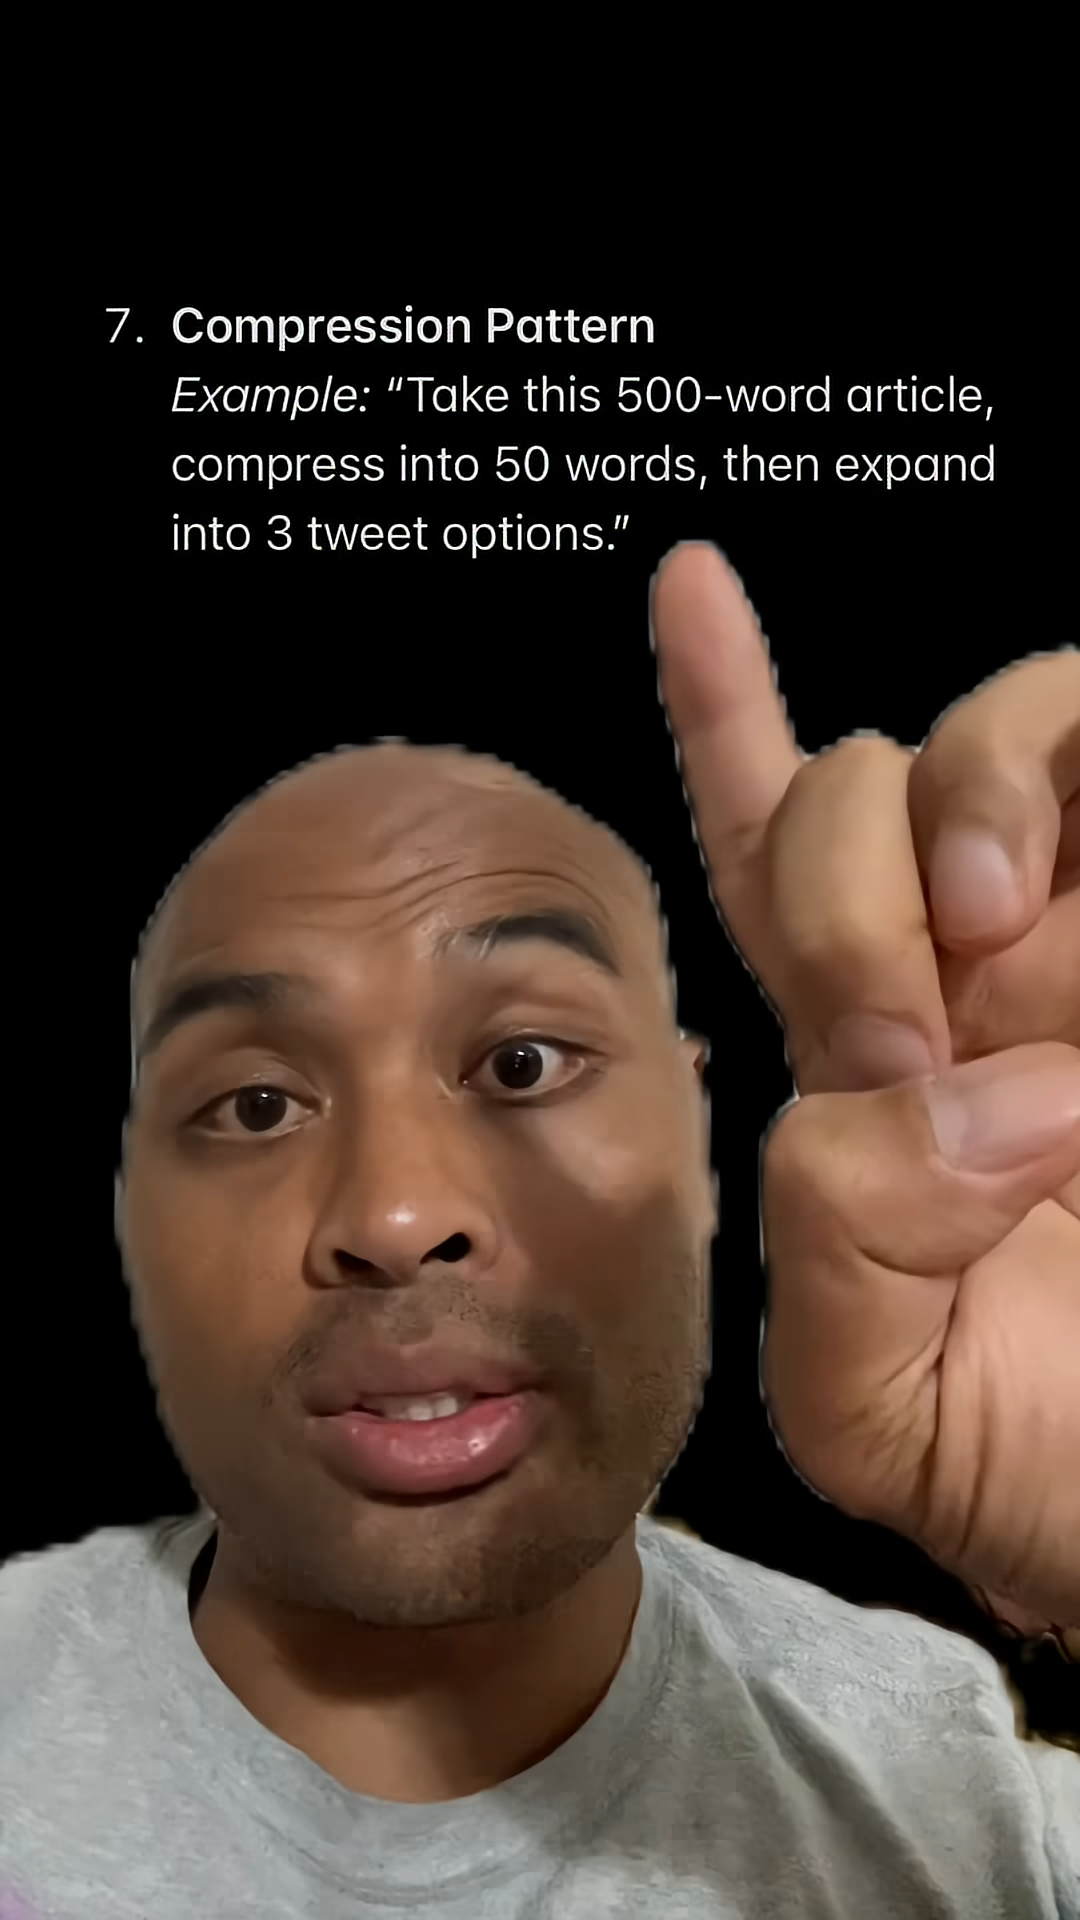 7. Compression Pattern
Example: “Take this 500-word article,
compress into 50 words, then expand
into 3 tweet options.”